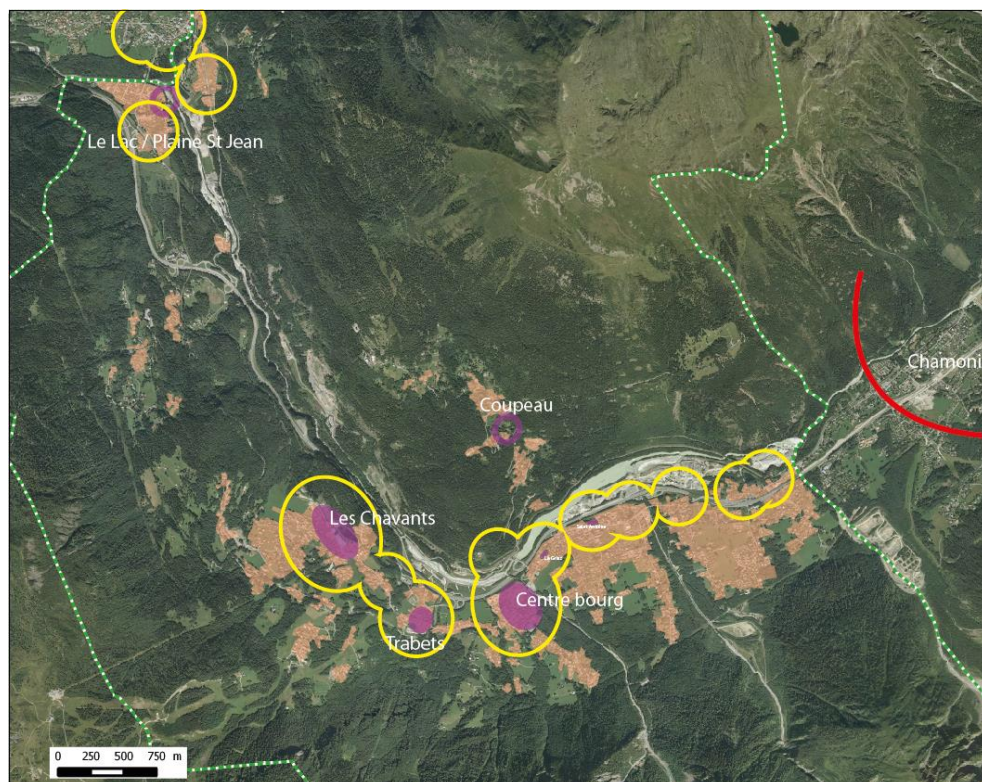 Le Lac / Plaine St Jean
Chamoni
Coupeau
Les Chavants
Centre bourg
Trabets
0 250 500 750 m